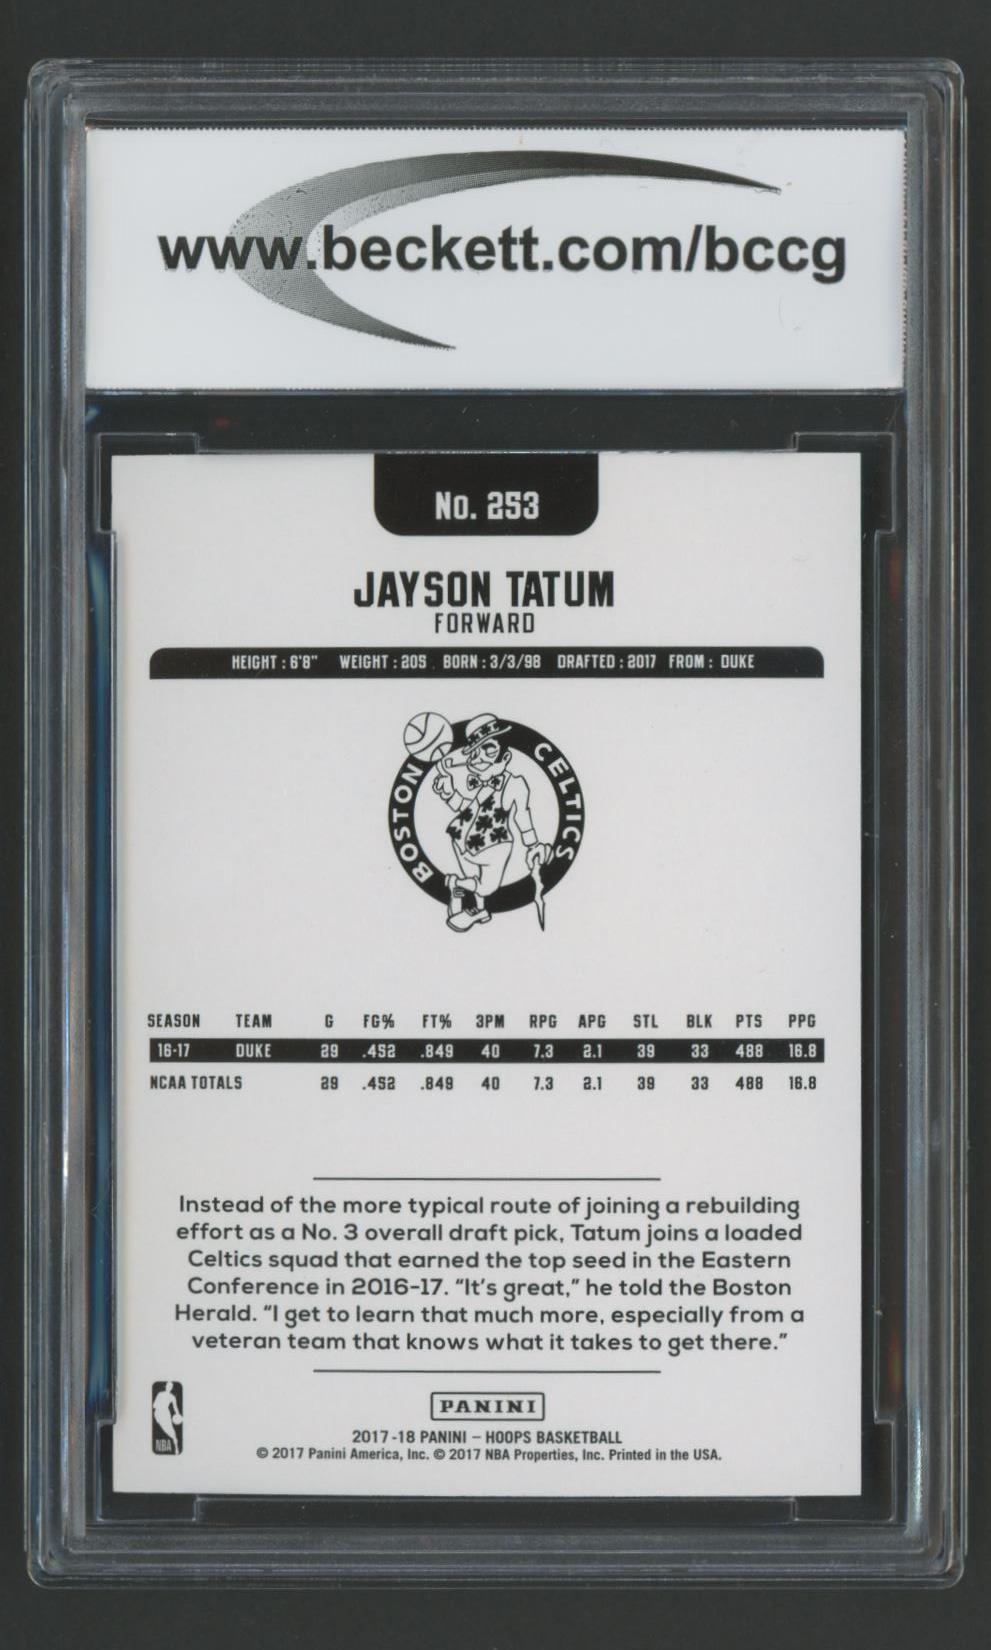 www.beckett.com/bccg
No. 253
JAYSON TATUM
FORWARD
HEIGHT : 6'8" WEIGHT : 205 BORN : 3/3/98 DRAFTED : 2017 FROM : DUKE
BOSTON CELTICS
SEASON TEAM G FG% FT% 3PM RPG APG STL BLK PTS PPG
16-17 DUKE 29 .452 .849 40 7.3 2.1 39 33 488 16.8
NCAA TOTALS 29 .452 .849 40 7.3 2.1 39 33 488 16.8
Instead of the more typical route of joining a rebuilding
effort as a No. 3 overall draft pick, Tatum joins a loaded
Celtics squad that earned the top seed in the Eastern
Conference in 2016-17. “It's great,” he told the Boston
Herald. “I get to learn that much more, especially from a
veteran team that knows what it takes to get there.”
NBA
PANINI
2017-18 PANINI – HOOPS BASKETBALL
© 2017 Panini America, Inc. © 2017 NBA Properties, Inc. Printed in the USA.